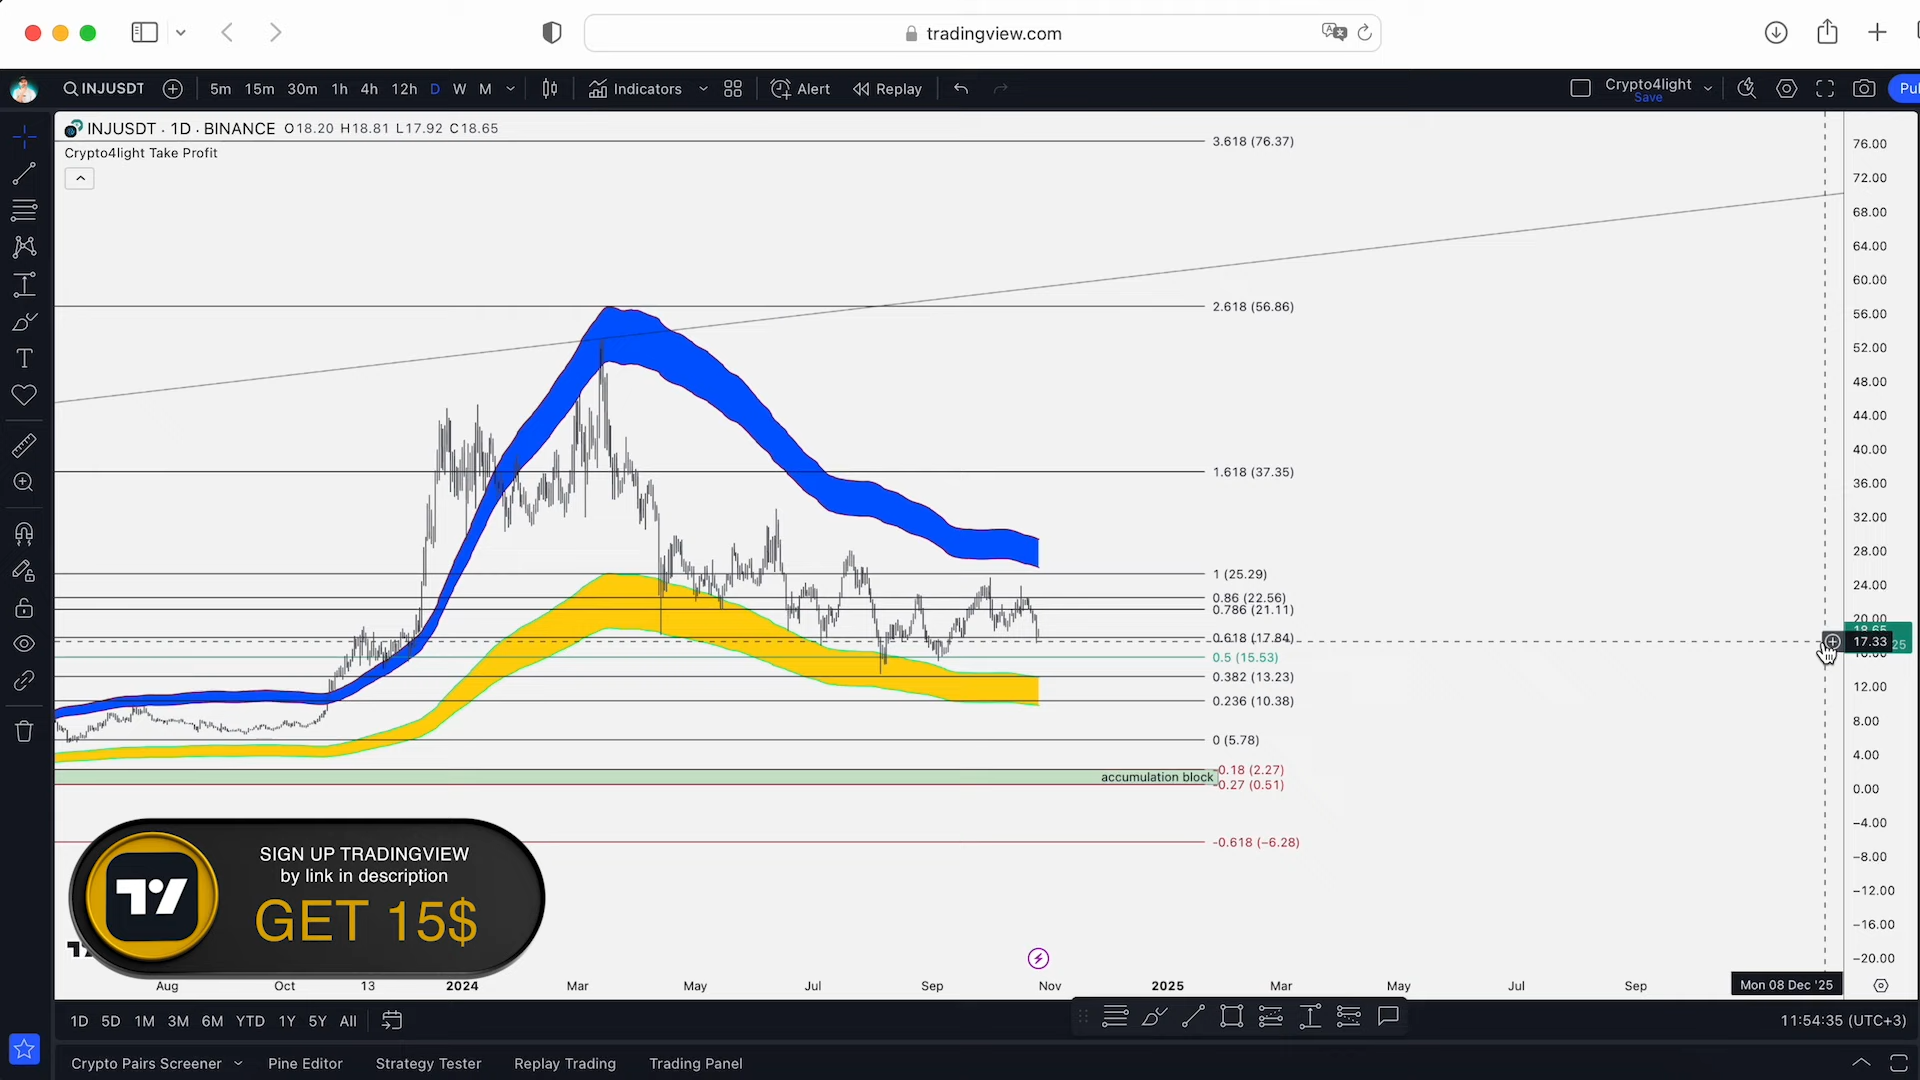 tradingview.com
INJUSDT
5m 15m 30m 1h 4h 12h D W M
Indicators
Alert
Replay
Crypto4light
Save
Pu
INJUSDT · 1D · BINANCE O18.20 H18.81 L17.92 C18.65
Crypto4light Take Profit
3.618 (76.37)
2.618 (56.86)
1.618 (37.35)
1 (25.29)
0.86 (22.56)
0.786 (21.11)
0.618 (17.84)
0.5 (15.53)
0.382 (13.23)
0.236 (10.38)
0 (5.78)
accumulation block
-0.18 (2.27)
-0.27 (0.51)
-0.618 (−6.28)
76.00
72.00
68.00
64.00
60.00
56.00
52.00
48.00
44.00
40.00
36.00
32.00
28.00
24.00
20.00
18.65
17.33
25
16.00
12.00
8.00
4.00
0.00
−4.00
−8.00
−12.00
−16.00
−20.00
SIGN UP TRADINGVIEW
by link in description
GET 15$
Aug Oct 13 2024 Mar May Jul Sep Nov 2025 Mar May Jul Sep
Mon 08 Dec '25
1D 5D 1M 3M 6M YTD 1Y 5Y All
11:54:35 (UTC+3)
Crypto Pairs Screener Pine Editor Strategy Tester Replay Trading Trading Panel